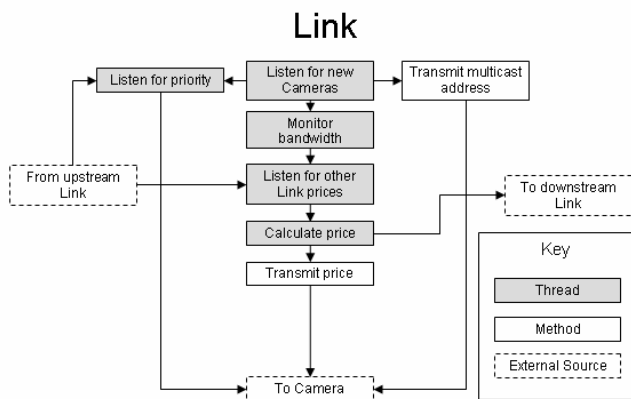 Link
Listen for priority
Listen for new
Cameras
Transmit multicast
address
Monitor
bandwidth
From upstream
Link
Listen for other
Link prices
To downstream
Link
Calculate price
Transmit price
To Camera
Key
Thread
Method
External Source